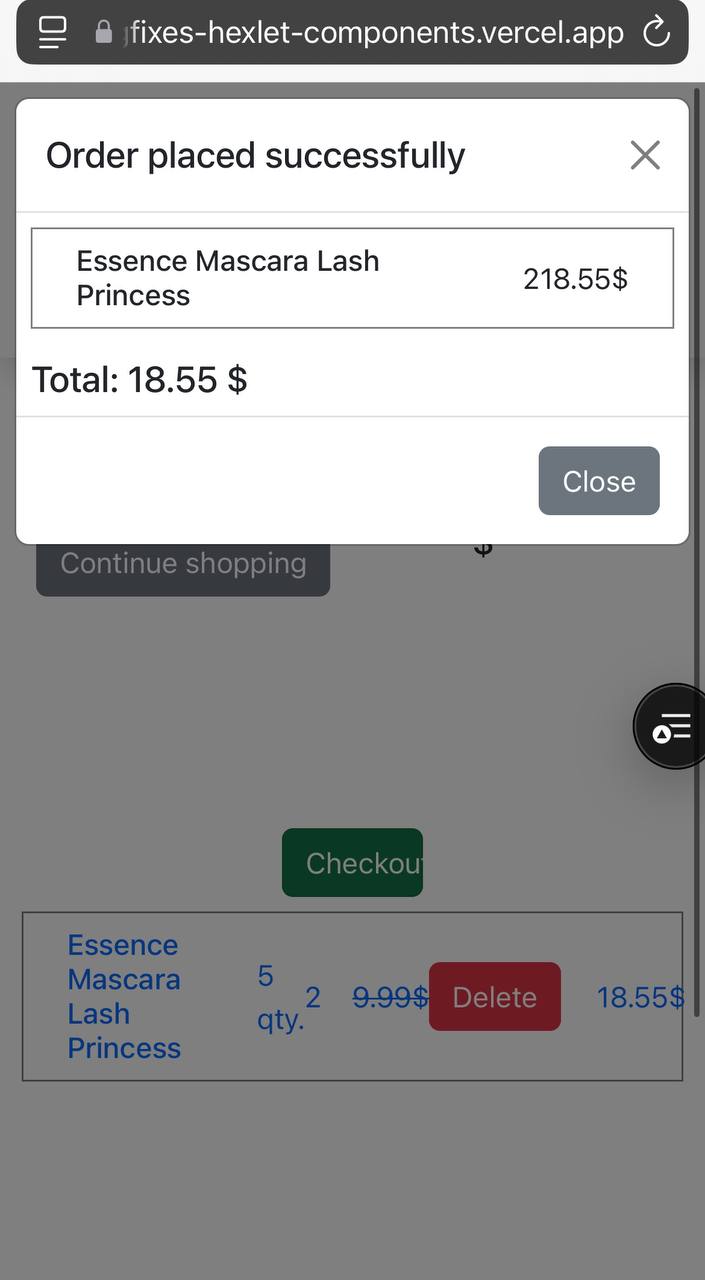 fixes-hexlet-components.vercel.app
Order placed successfully
Essence Mascara Lash
Princess
218.55$
Total: 18.55 $
Close
$
Continue shopping
Checkou
Essence
Mascara
Lash
Princess
5
qty.
2
9.99$
Delete
18.55$